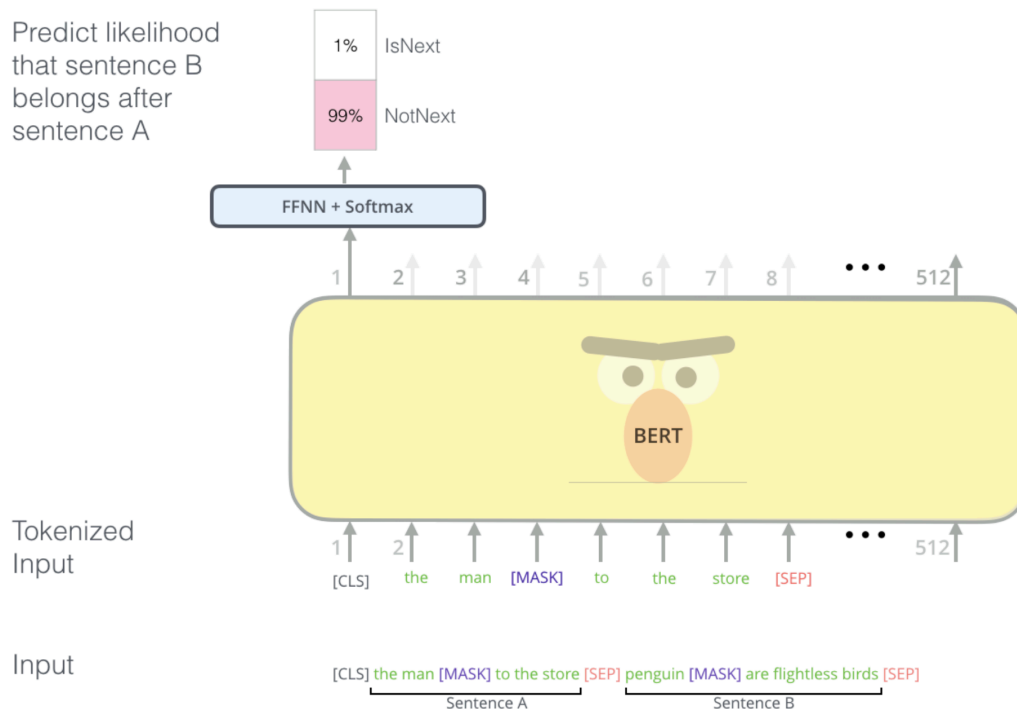 Predict likelihood
that sentence B
belongs after
sentence A
1% IsNext
99% NotNext
FFNN + Softmax
1 2 3 4 5 6 7 8 ••• 512
BERT
Tokenized
Input
1 2 ••• 512
[CLS] the man [MASK] to the store [SEP]
Input
[CLS] the man [MASK] to the store [SEP] penguin [MASK] are flightless birds [SEP]
Sentence A Sentence B